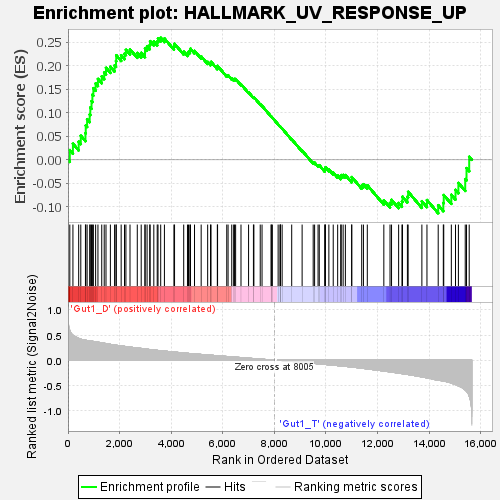 Enrichment plot: HALLMARK_UV_RESPONSE_UP
Enrichment score (ES)
0.25
0.20
0.15
0.10
0.05
0.00
-0.05
-0.10
'Gut1_D' (positively correlated)
Ranked list metric (Signal2Noise)
1.0
0.5
0.0
-0.5
-1.0
Zero cross at 8005
'Gut1_T' (negatively correlated)
0
2,000
4,000
6,000
8,000
10,000
12,000
14,000
16,000
Rank in Ordered Dataset
Enrichment profile
Hits
Ranking metric scores